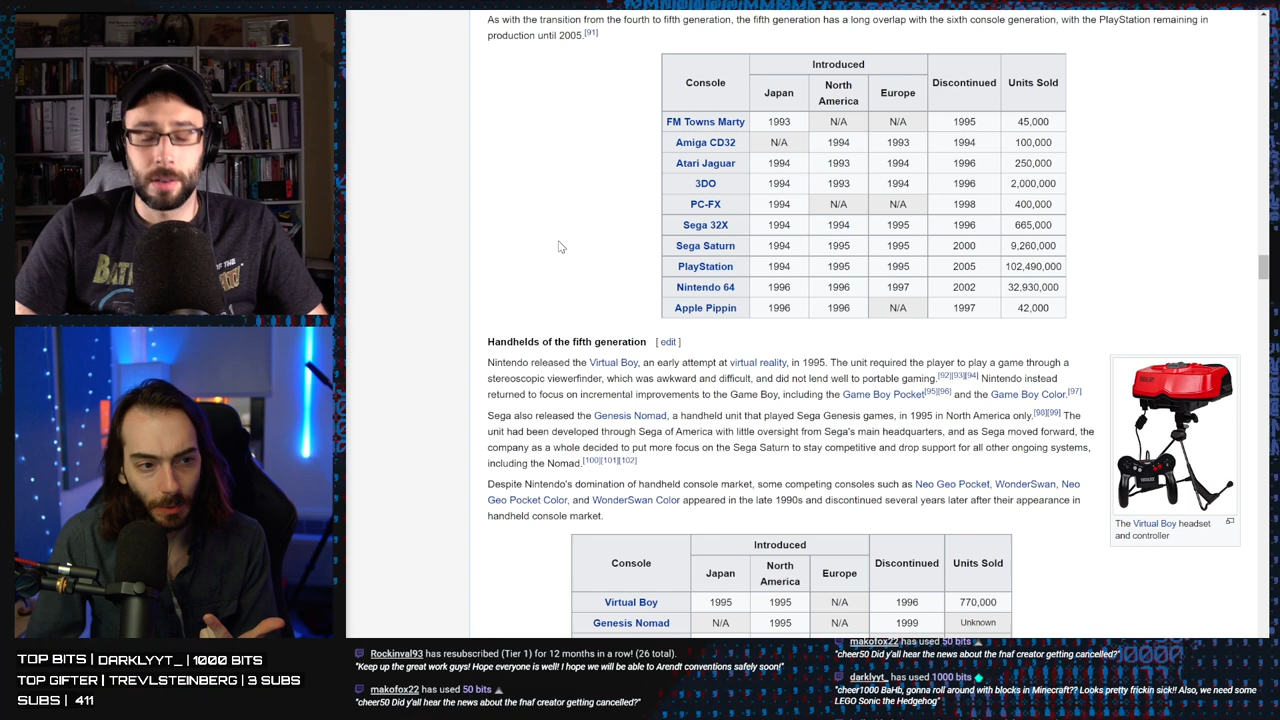 As with the transition from the fourth to fifth generation, the fifth generation has a long overlap with the sixth console generation, with the PlayStation remaining in
production until 2005.[91]
Console Introduced Discontinued Units Sold
Japan North America Europe
FM Towns Marty 1993 N/A N/A 1995 45,000
Amiga CD32 N/A 1994 1993 1994 100,000
Atari Jaguar 1994 1993 1994 1996 250,000
3DO 1994 1993 1994 1996 2,000,000
PC-FX 1994 N/A N/A 1998 400,000
Sega 32X 1994 1994 1995 1996 665,000
Sega Saturn 1994 1995 1995 2000 9,260,000
PlayStation 1994 1995 1995 2005 102,490,000
Nintendo 64 1996 1996 1997 2002 32,930,000
Apple Pippin 1996 1996 N/A 1997 42,000
Handhelds of the fifth generation [ edit ]
Nintendo released the Virtual Boy, an early attempt at virtual reality, in 1995. The unit required the player to play a game through a
stereoscopic viewerfinder, which was awkward and difficult, and did not lend well to portable gaming.[92][93][94] Nintendo instead
returned to focus on incremental improvements to the Game Boy, including the Game Boy Pocket[95][96] and the Game Boy Color.[97]
Sega also released the Genesis Nomad, a handheld unit that played Sega Genesis games, in 1995 in North America only.[98][99] The
unit had been developed through Sega of America with little oversight from Sega's main headquarters, and as Sega moved forward, the
company as a whole decided to put more focus on the Sega Saturn to stay competitive and drop support for all other ongoing systems,
including the Nomad.[100][101][102]
Despite Nintendo's domination of handheld console market, some competing consoles such as Neo Geo Pocket, WonderSwan, Neo
Geo Pocket Color, and WonderSwan Color appeared in the late 1990s and discontinued several years later after their appearance in
handheld console market.
The Virtual Boy headset
and controller
Console Introduced Discontinued Units Sold
Japan North America Europe
Virtual Boy 1995 1995 N/A 1996 770,000
Genesis Nomad N/A 1995 N/A 1999 Unknown
TOP BITS | DARKLYYT_ | 1000 BITS
TOP GIFTER | TREVLSTEINBERG | 3 SUBS
SUBS | 411
Rockinval93 has resubscribed (Tier 1) for 12 months in a row! (26 total).
"Keep up the great work guys! Hope everyone is well! I hope we will be able to Arendt conventions safely soon!"
makofox22 has used 50 bits
"cheer50 Did y'all hear the news about the fnaf creator getting cancelled?"
makofox22 has used 50 bits
"cheer50 Did y'all hear the news about the fnaf creator getting cancelled?"
darklyyt_ has used 1000 bits
"cheer1000 BaHb, gonna roll around with blocks in Minecraft?? Looks pretty frickin sick!! Also, we need some
LEGO Sonic the Hedgehog"